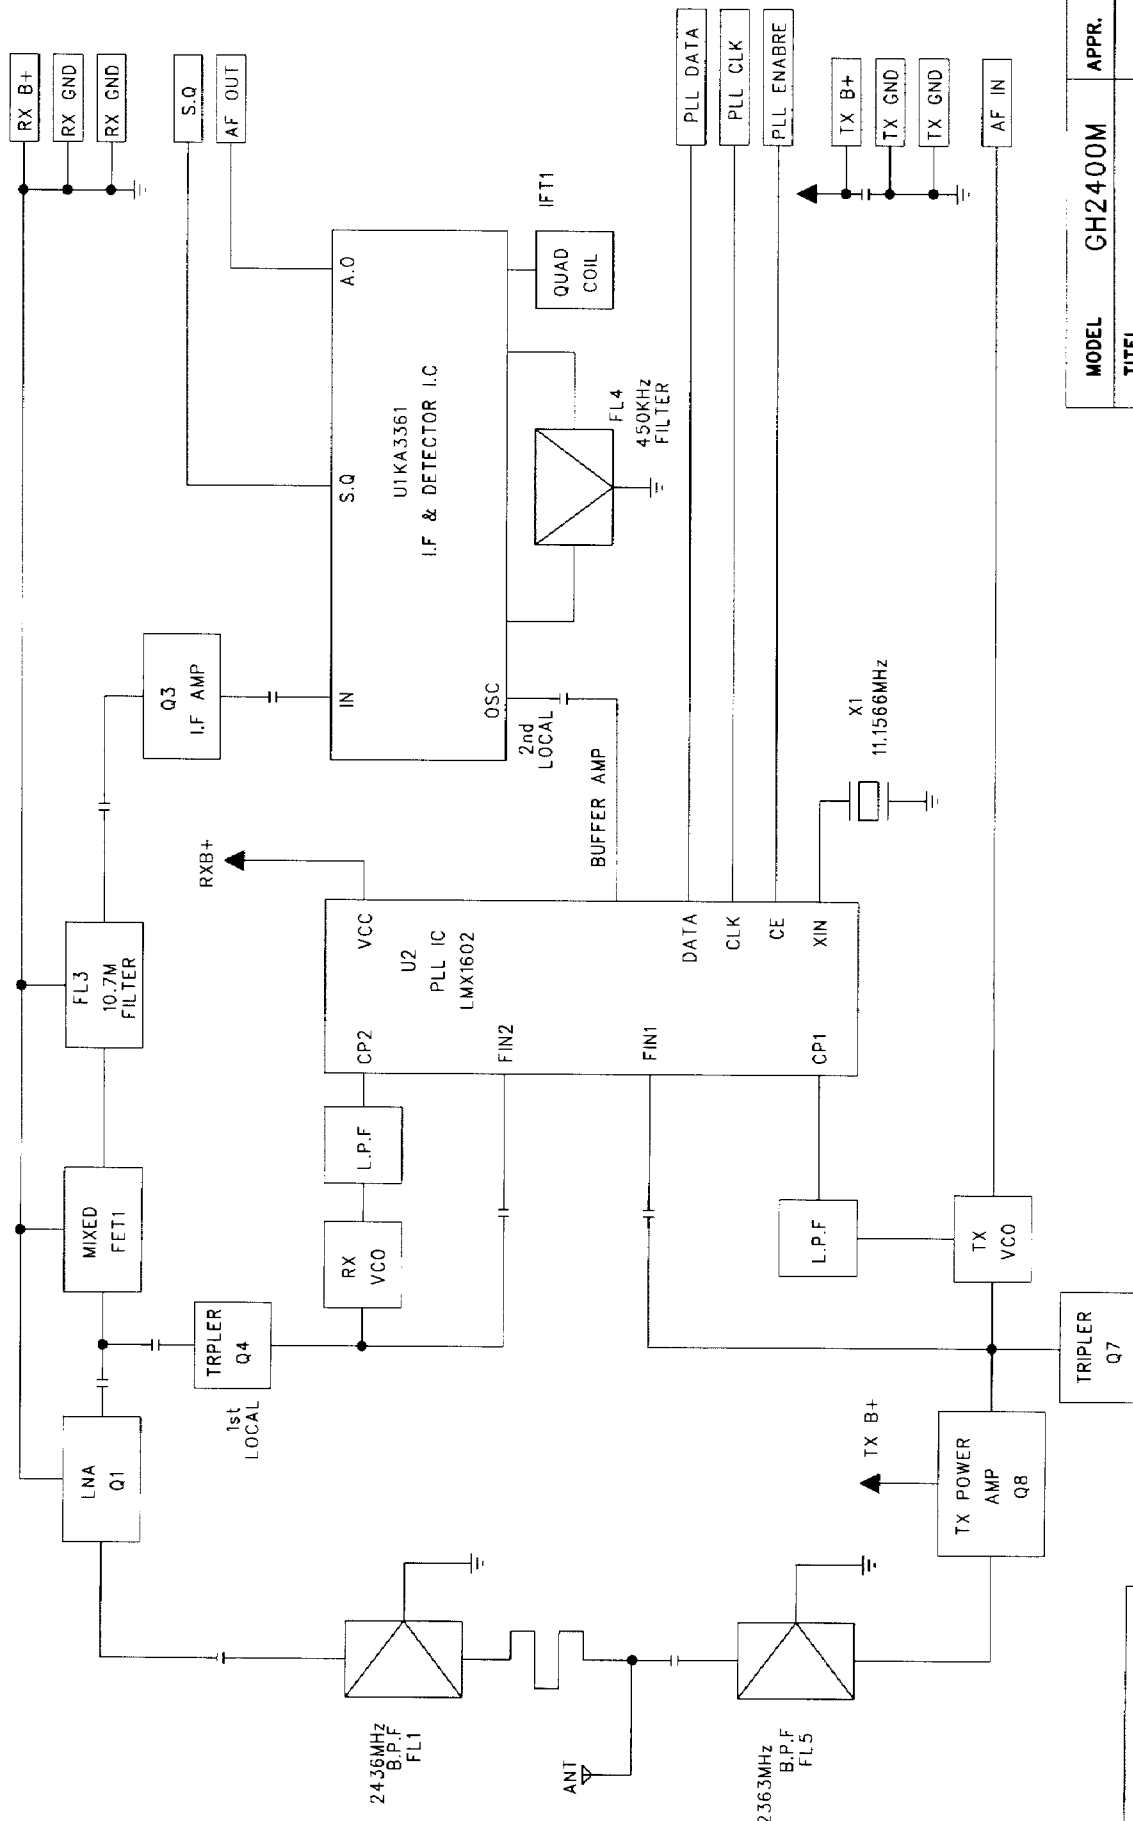 RX B+
RX GND
RX GND
S.Q
AF OUT
PLL DATA
PLL CLK
PLL ENABRE
TX B+
TX GND
TX GND
AF IN
MODEL GH2400M APPR.
TITEL
A.O
S.Q
U1KA3361
I.F & DETECTOR I.C
IN
OSC
QUAD
COIL
IFT1
FL4
450KHz
FILTER
Q3
I.F AMP
2nd
LOCAL
BUFFER AMP
X1
11.1566MHz
RXB+
FL3
10.7M
FILTER
VCC
U2
PLL IC
LMX1602
DATA
CLK
CE
XIN
CP2
FIN2
FIN1
CP1
MIXED
FET1
L.P.F
RX
VCO
L.P.F
TX
VCO
TRPLER
Q4
1st
LOCAL
TRIPLER
Q7
LNA
Q1
TX B+
TX POWER
AMP
Q8
2436MHz
B.P.F
FL1
ANT
2363MHz
B.P.F
FL5